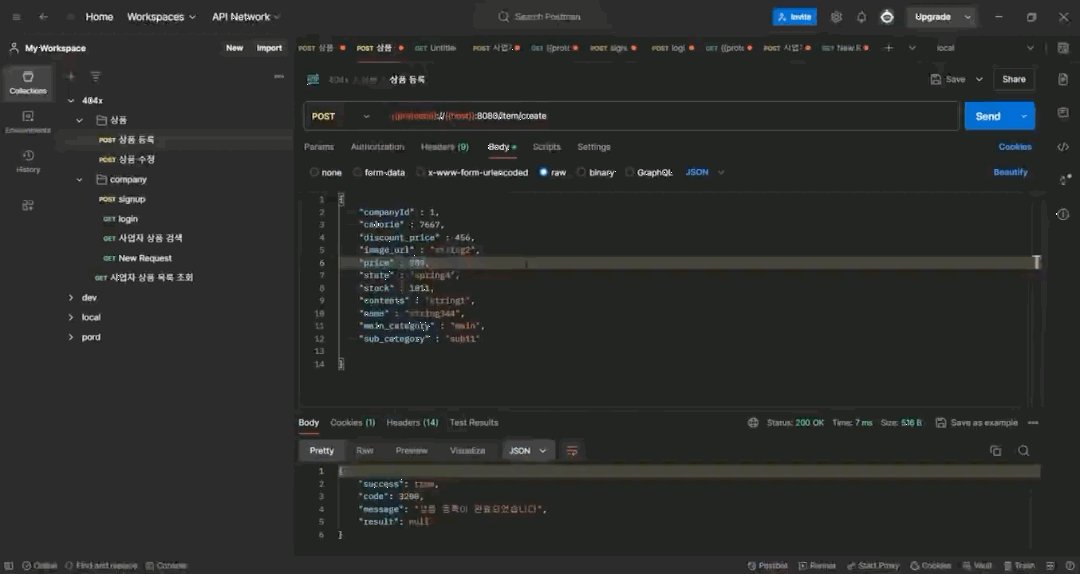 Home Workspaces API Network Search Postman Invite Upgrade
My Workspace New Import
POST 상품 POST 상품 GET Untitle POST 사업 GET POST signu POST logi GET POST 사업 GET New R local
404x / 상품 / 상품 등록 Save Share
Collections
Environments
History
404x
상품
POST 상품 등록
POST 상품 수정
company
POST signup
GET login
GET 사업자 상품 검색
GET New Request
GET 사업자 상품 목록 조회
dev
local
pord
POST {{protocol}}://{{host}}:8080/item/create Send
Params Authorization Headers (9) Body Scripts Settings Cookies
none form-data x-www-form-urlencoded raw binary GraphQL JSON Beautify
1 {
2 "companyId" : 1,
3 "calorie" : 7667,
4 "discount_price" : 456,
5 "image_url" : "string2",
6 "price" :
7 "state" : "spring4",
8 "stock" :
9 "contents" : "string1",
10 "name" : "string344",
11 "main_category" : "main",
12 "sub_category" : "sub11"
13
14 }
Body Cookies (1) Headers (14) Test Results Status: 200 OK Time: 7 ms Size: 516 B Save as example
Pretty Raw Preview Visualize JSON
1 {
2 "success": true,
3 "code": 3200,
4 "message": "상품 등록이 완료되었습니다",
5 "result": null
6 }
Online Find and replace Console Postbot Runner Start Proxy Cookies Vault Trash